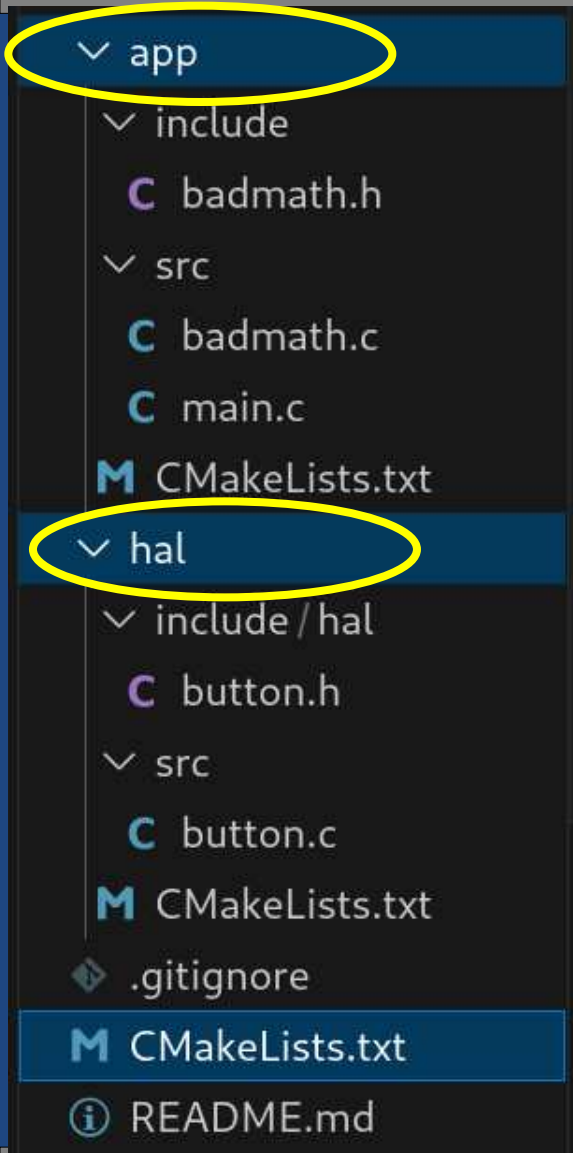 app
include
C badmath.h
src
C badmath.c
C main.c
M CMakeLists.txt
hal
include / hal
C button.h
src
C button.c
M CMakeLists.txt
.gitignore
M CMakeLists.txt
i README.md